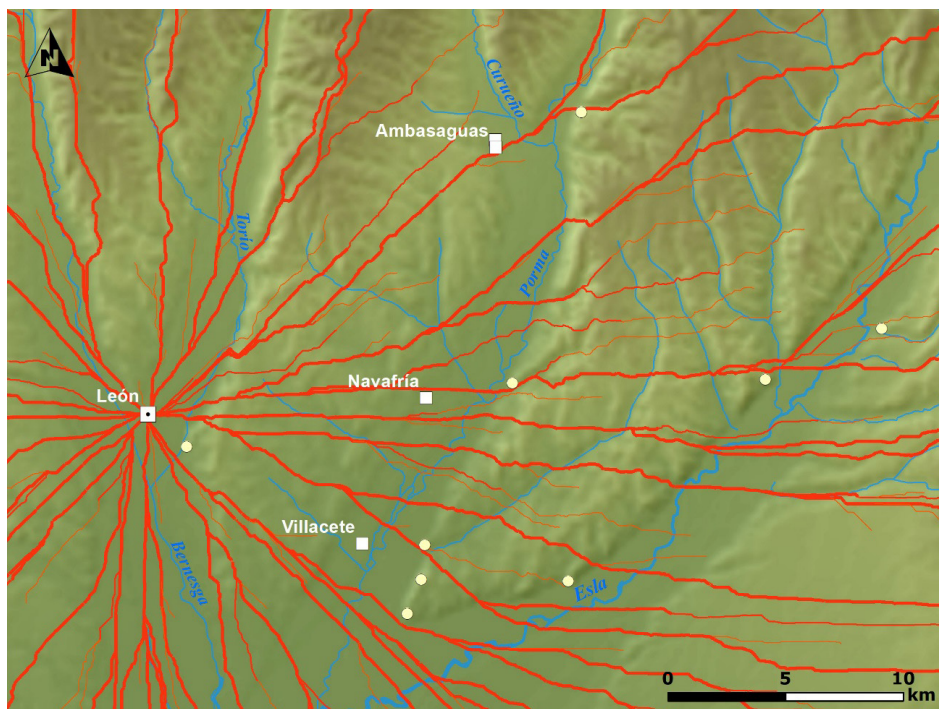 N
Curueño
Ambasaguas
Torío
Porma
Navafría
León
Villacete
Bernesga
Esla
0 5 10
km